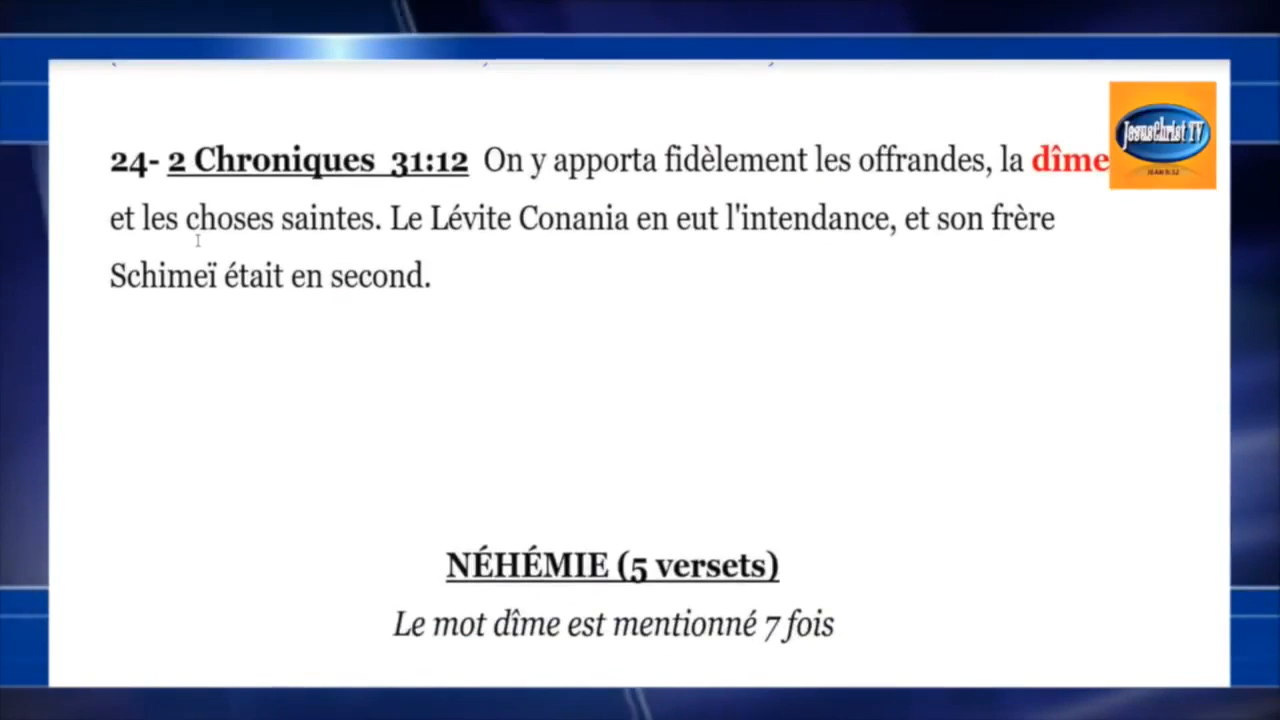 24- 2 Chroniques 31:12 On y apporta fidèlement les offrandes, la dîme
JesusChrist TV
et les choses saintes. Le Lévite Conania en eut l'intendance, et son frère
Schimeï était en second.
NÉHÉMIE (5 versets)
Le mot dîme est mentionné 7 fois